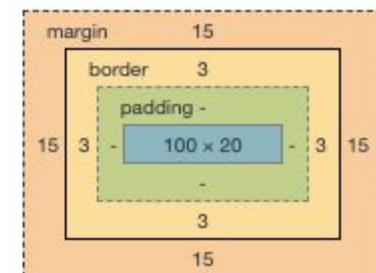 margin 15
border 3
padding -
15 3 - 100 × 20 - 3 15
-
3
15